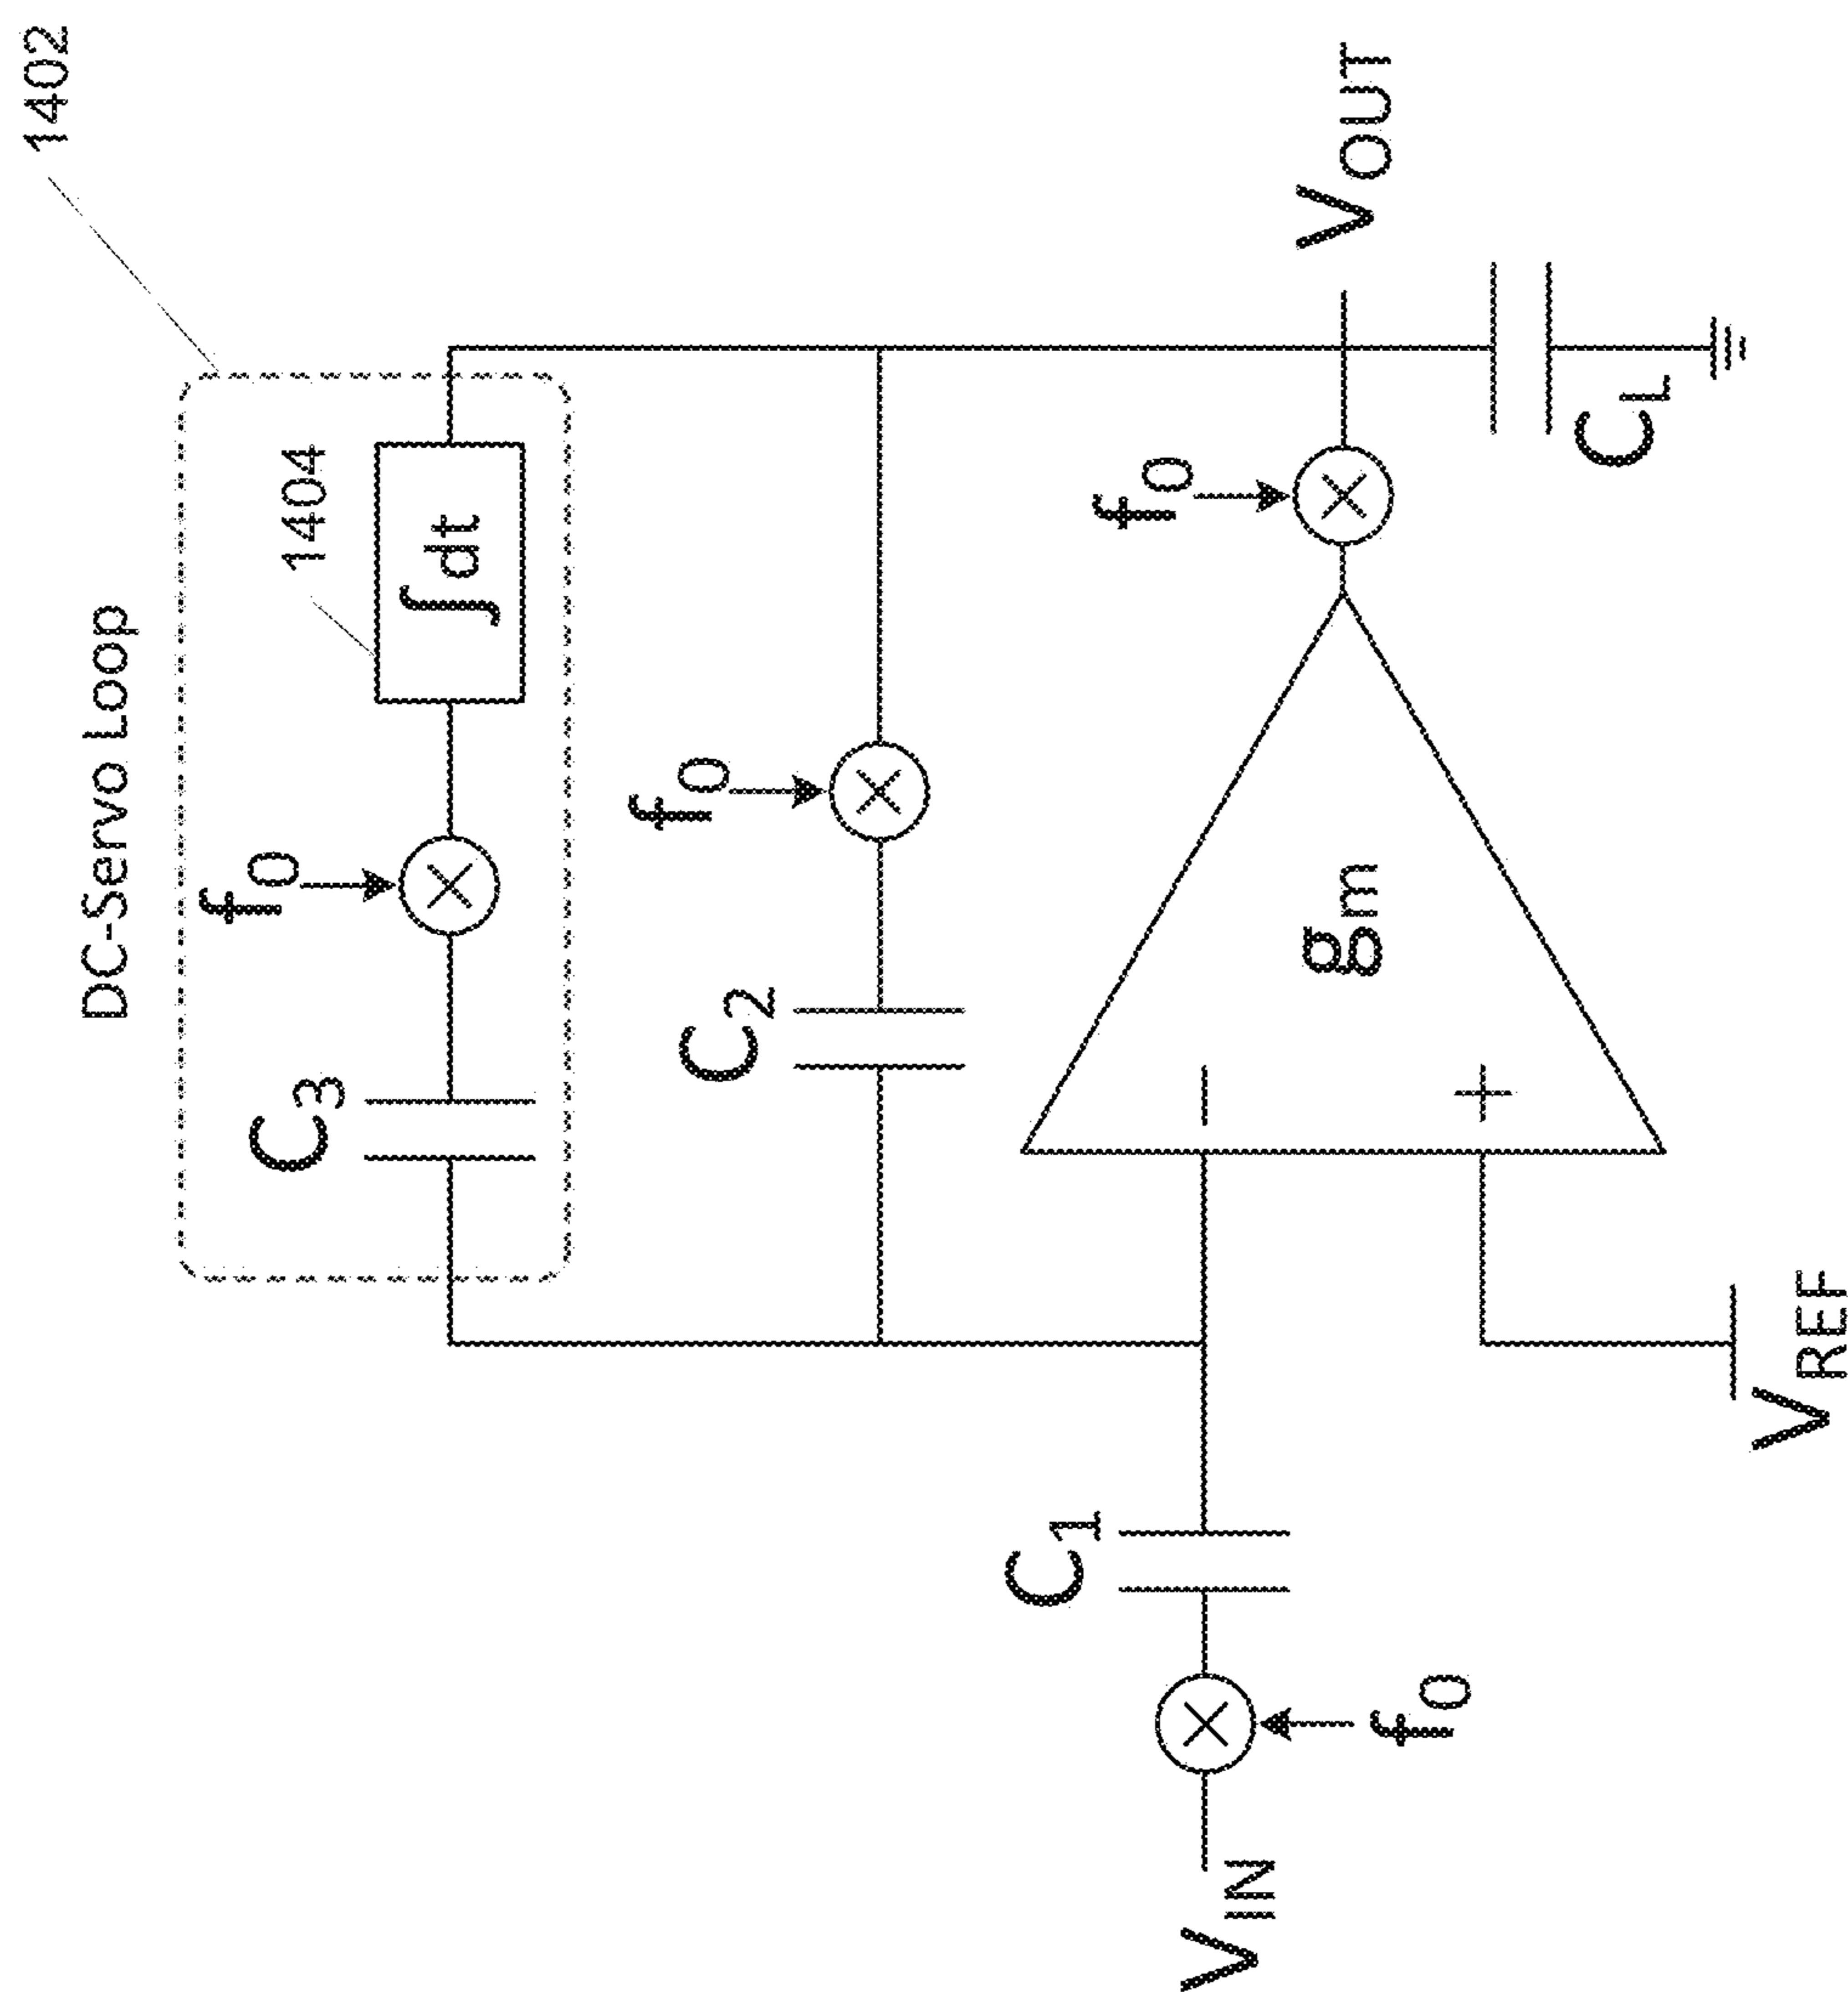 1402
DC-Servo Loop
1404
f0
C3
∫dt
f0
C2
f0
C1
gm
−
+
VOUT
VIN
f0
CL
VREF